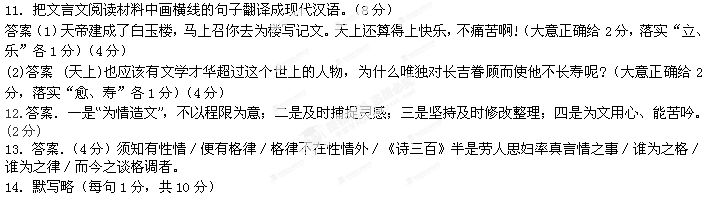 11. 把文言文阅读材料中画横线的句子翻译成现代汉语。(8分)
答案(1)天帝建成了白玉楼，马上召你去为楼写记文。天上还算得上快乐，不痛苦啊!(大意正确给2分，落实“立、
乐”各1分)(4分)
(2)答案 (天上)也应该有文学才华超过这个世上的人物，为什么唯独对长吉眷顾而使他不长寿呢？(大意正确给2
分，落实“愈、寿”各1分)(4分)
12.答案．一是“为情造文”，不以程限为意；二是及时捕捉灵感；三是坚持及时修改整理；四是为文用心、能苦吟。
(2分)
13. 答案．(4分)须知有性情/便有格律/格律不在性情外/《诗三百》半是劳人思妇率真言情之事/谁为之格/
谁为之律/而今之谈格调者。
14. 默写略(每句1分，共10分)